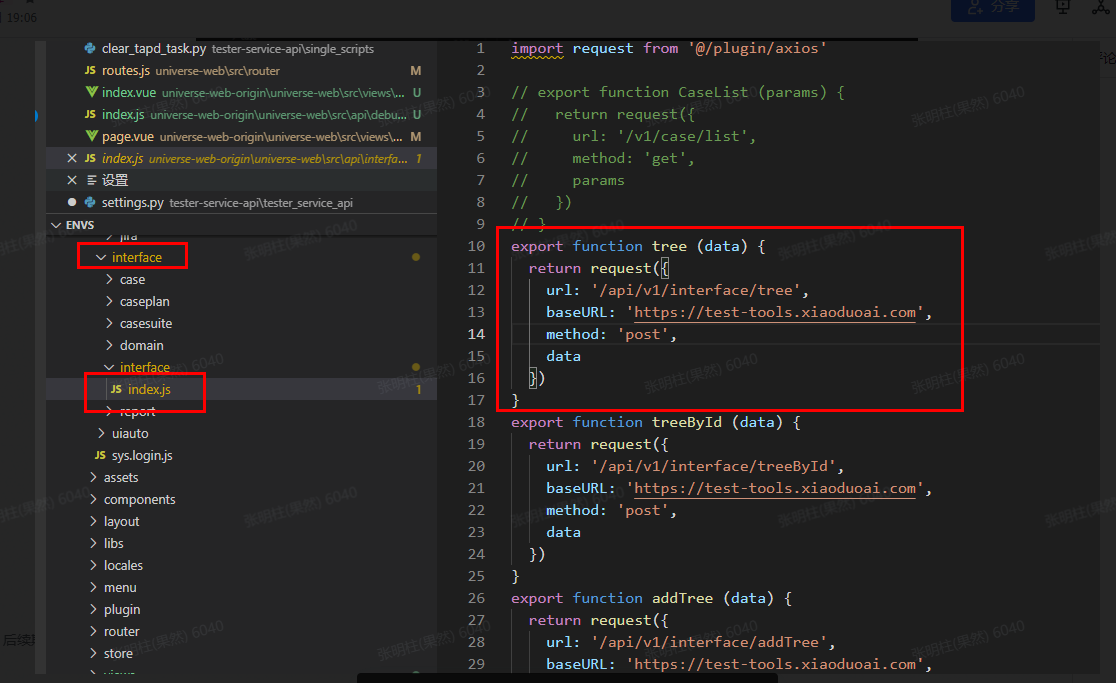 19:06
分享
clear_tapd_task.py tester-service-api\single_scripts
JS routes.js universe-web\src\router M
index.vue universe-web-origin\universe-web\src\views\... U
JS index.js universe-web-origin\universe-web\src\api\debu... U
page.vue universe-web-origin\universe-web\src\views\... M
JS index.js universe-web-origin\universe-web\src\api\interfa... 1
设置
settings.py tester-service-api\tester_service_api
ENVS
jira
interface
case
caseplan
casesuite
domain
interface
JS index.js 1
report
uiauto
JS sys.login.js
assets
components
layout
libs
locales
menu
plugin
router
store
views
1 import request from '@/plugin/axios'
2
3 // export function CaseList (params) {
4 //   return request({
5 //     url: '/v1/case/list',
6 //     method: 'get',
7 //     params
8 //   })
9 // }
10 export function tree (data) {
11   return request({
12     url: '/api/v1/interface/tree',
13     baseURL: 'https://test-tools.xiaoduoai.com',
14     method: 'post',
15     data
16   })
17 }
18 export function treeById (data) {
19   return request({
20     url: '/api/v1/interface/treeById',
21     baseURL: 'https://test-tools.xiaoduoai.com',
22     method: 'post',
23     data
24   })
25 }
26 export function addTree (data) {
27   return request({
28     url: '/api/v1/interface/addTree',
29     baseURL: 'https://test-tools.xiaoduoai.com',
张明柱(果然) 6040